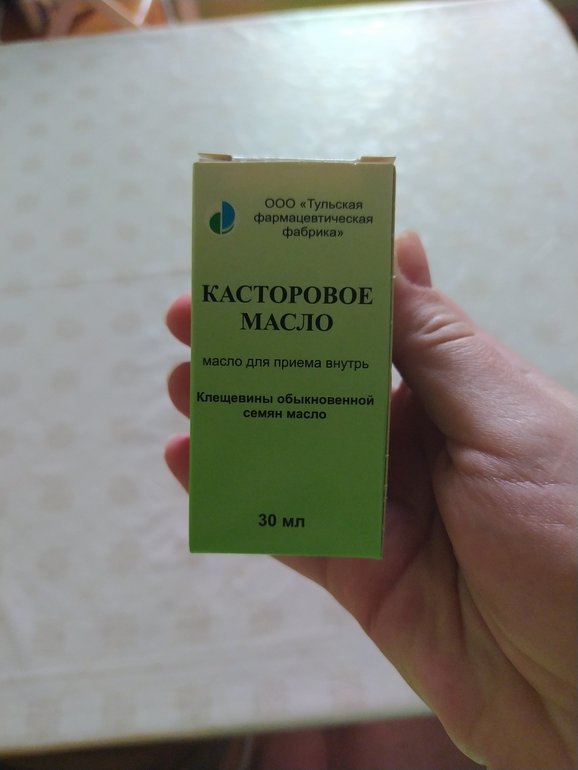 ООО «Тульская
фармацевтическая
фабрика»
КАСТОРОВОЕ
МАСЛО
масло для приема внутрь
Клещевины обыкновенной
семян масло
30 мл